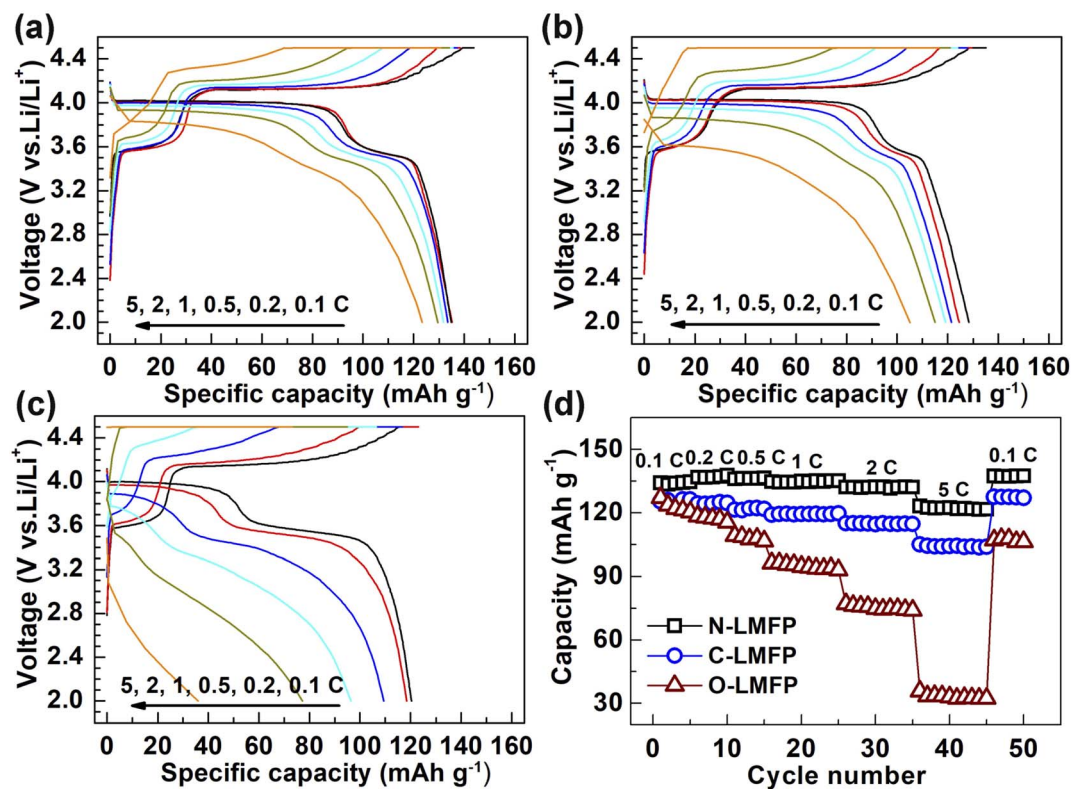 (a)
Voltage (V vs.Li/Li⁺)
4.4
4.0
3.6
3.2
2.8
2.4
2.0
5, 2, 1, 0.5, 0.2, 0.1 C
0 20 40 60 80 100 120 140 160
Specific capacity (mAh g⁻¹)
(b)
Voltage (V vs.Li/Li⁺)
4.4
4.0
3.6
3.2
2.8
2.4
2.0
5, 2, 1, 0.5, 0.2, 0.1 C
0 20 40 60 80 100 120 140 160
Specific capacity (mAh g⁻¹)
(c)
Voltage (V vs.Li/Li⁺)
4.4
4.0
3.6
3.2
2.8
2.4
2.0
5, 2, 1, 0.5, 0.2, 0.1 C
0 20 40 60 80 100 120 140 160
Specific capacity (mAh g⁻¹)
(d)
Capacity (mAh g⁻¹)
150
120
90
60
30
0.1 C 0.2 C 0.5 C 1 C 2 C 5 C 0.1 C
N-LMFP
C-LMFP
O-LMFP
0 10 20 30 40 50
Cycle number